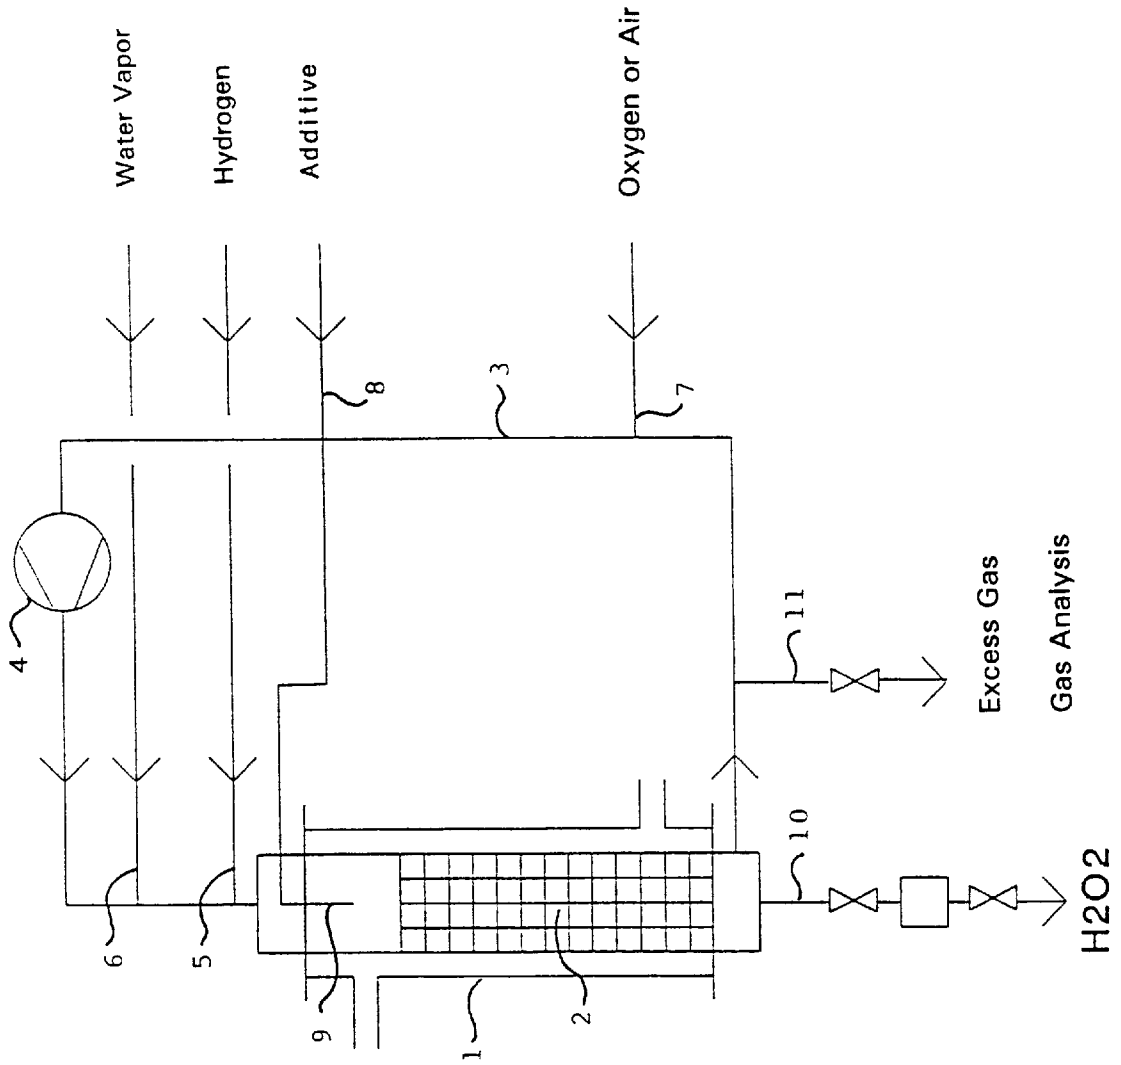 Water Vapor
Hydrogen
Additive
Oxygen or Air
4
3
8
7
11
10
6
5
9
1
2
Excess Gas
Gas Analysis
H2O2